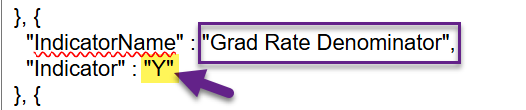 }, {
"IndicatorName" : "Grad Rate Denominator",
"Indicator" : "Y"
}, {